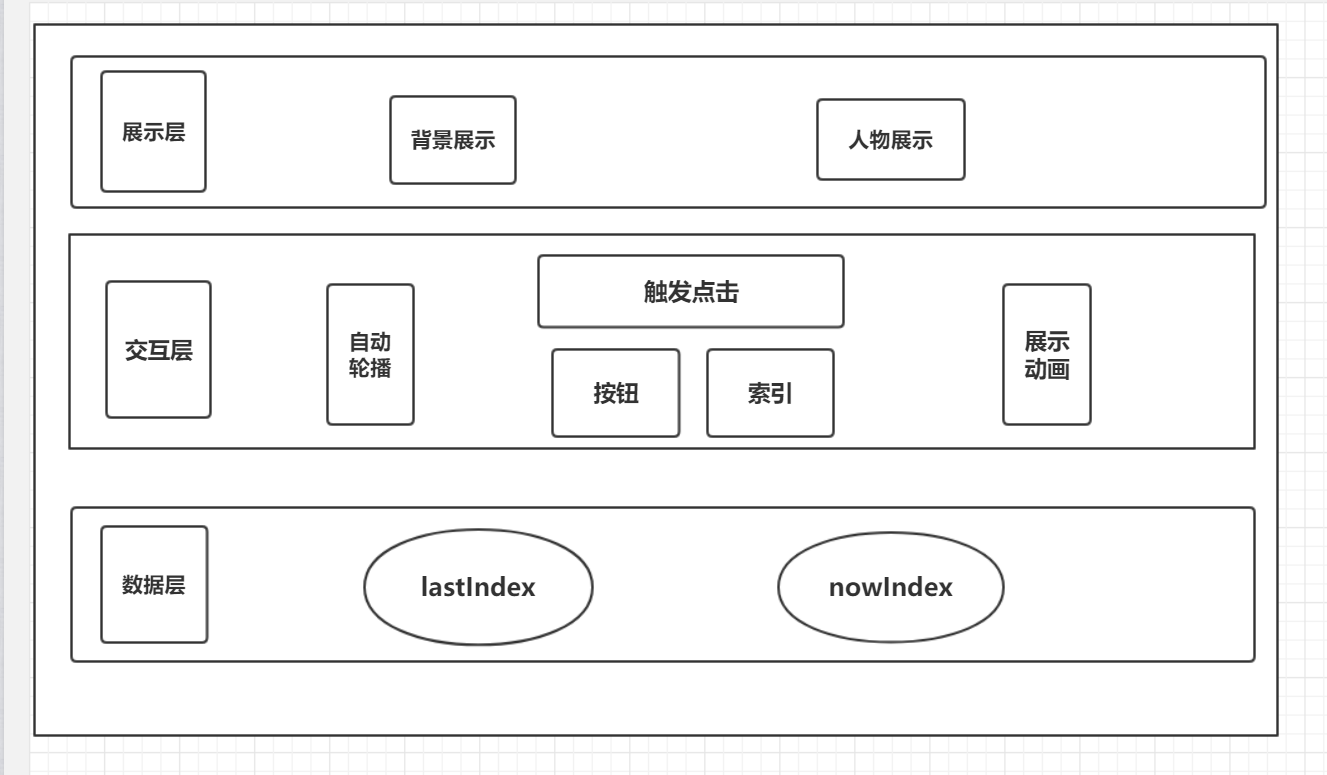 展示层
背景展示
人物展示
交互层
自动
轮播
触发点击
按钮
索引
展示
动画
数据层
lastIndex
nowIndex